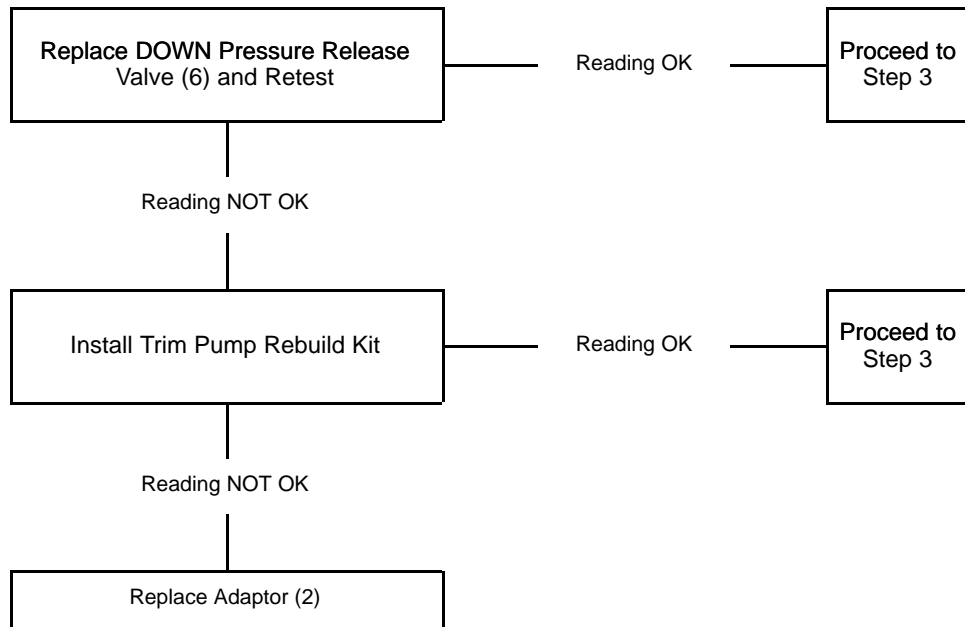 Replace DOWN Pressure Release
Valve (6) and Retest
Reading OK
Proceed to
Step 3
Reading NOT OK
Install Trim Pump Rebuild Kit
Reading OK
Proceed to
Step 3
Reading NOT OK
Replace Adaptor (2)